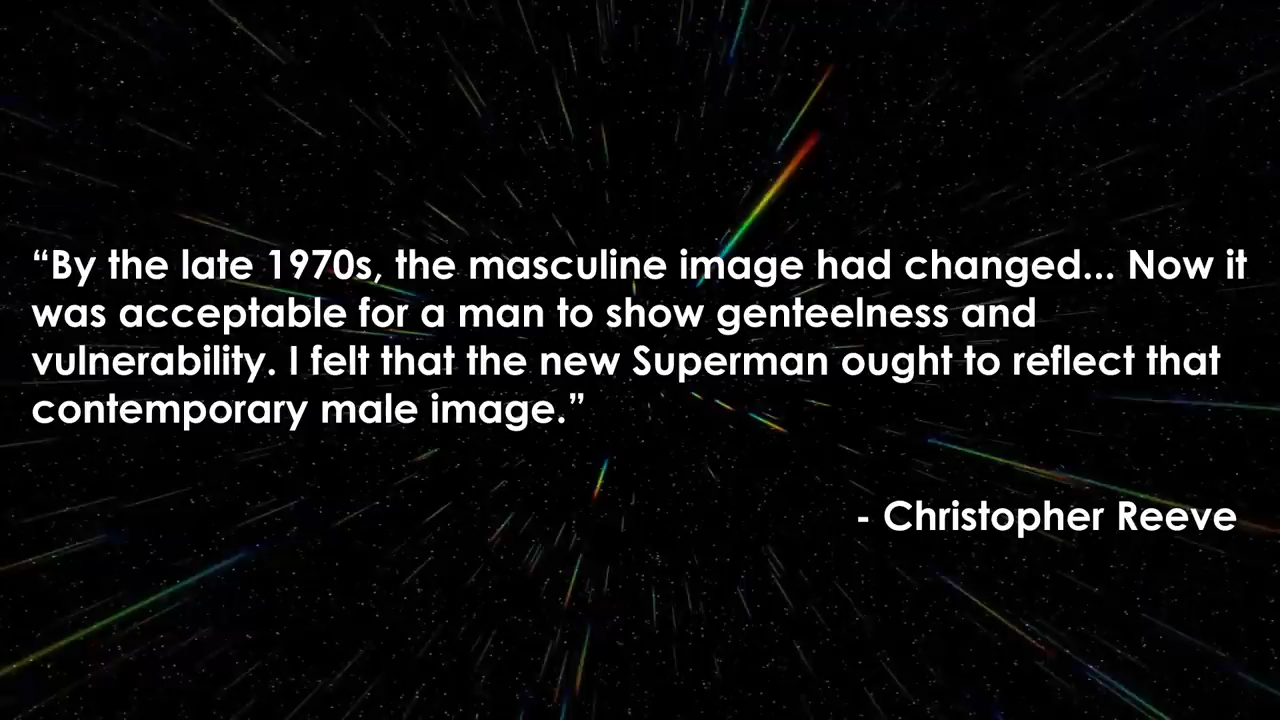 “By the late 1970s, the masculine image had changed... Now it
was acceptable for a man to show genteelness and
vulnerability. I felt that the new Superman ought to reflect that
contemporary male image.”
- Christopher Reeve